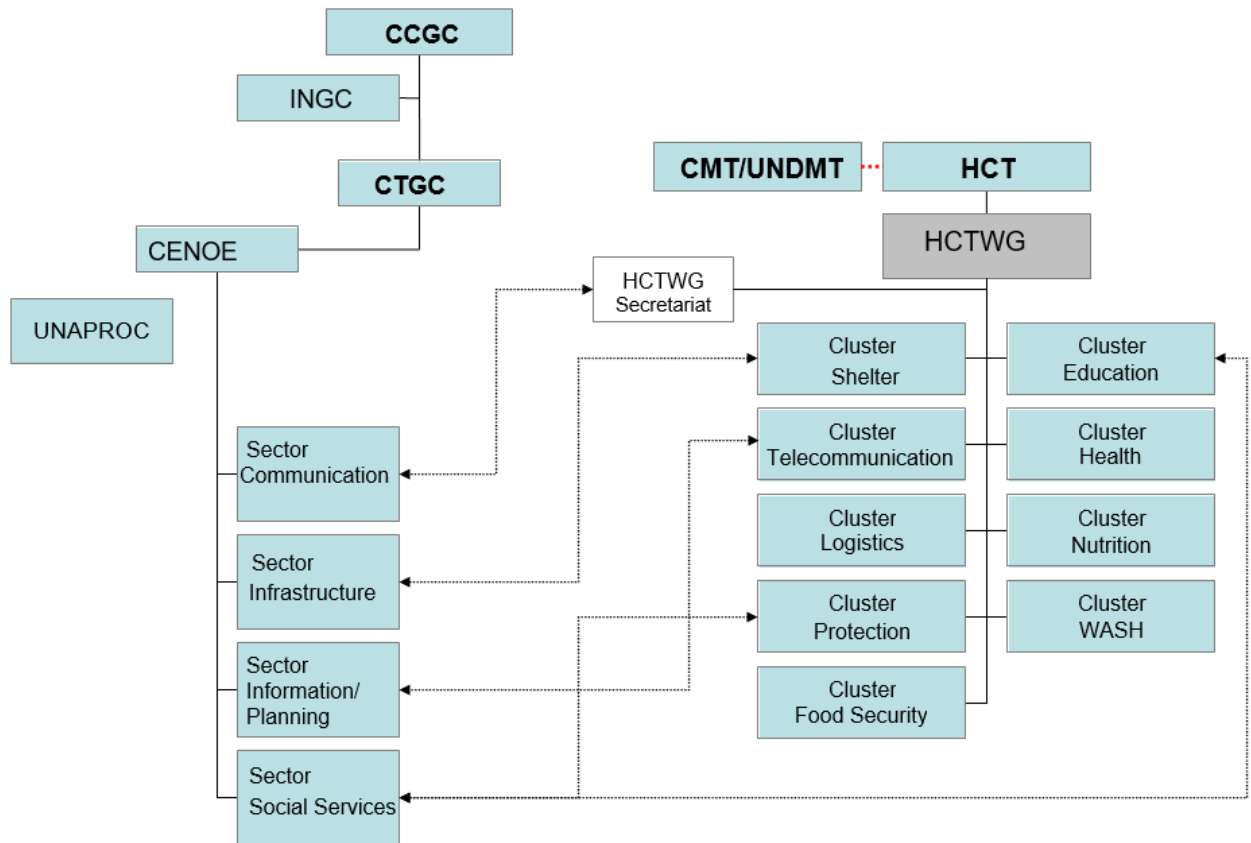 CCGC
INGC
CTGC
CMT/UNDMT
HCT
CENOE
HCTWG
UNAPROC
HCTWG
Secretariat
Cluster
Shelter
Cluster
Education
Sector
Communication
Cluster
Telecommunication
Cluster
Health
Sector
Infrastructure
Cluster
Logistics
Cluster
Nutrition
Cluster
Protection
Cluster
WASH
Sector
Information/
Planning
Cluster
Food Security
Sector
Social Services